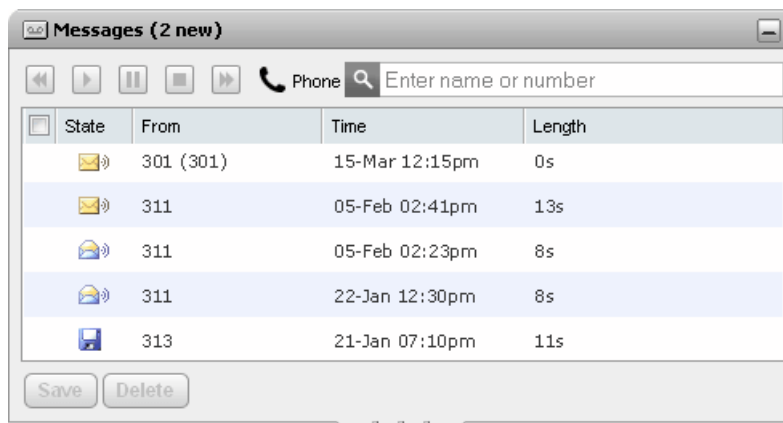 Messages (2 new)
Phone Enter name or number
State From Time Length
301 (301) 15-Mar 12:15pm 0s
311 05-Feb 02:41pm 13s
311 05-Feb 02:23pm 8s
311 22-Jan 12:30pm 8s
313 21-Jan 07:10pm 11s
Save Delete